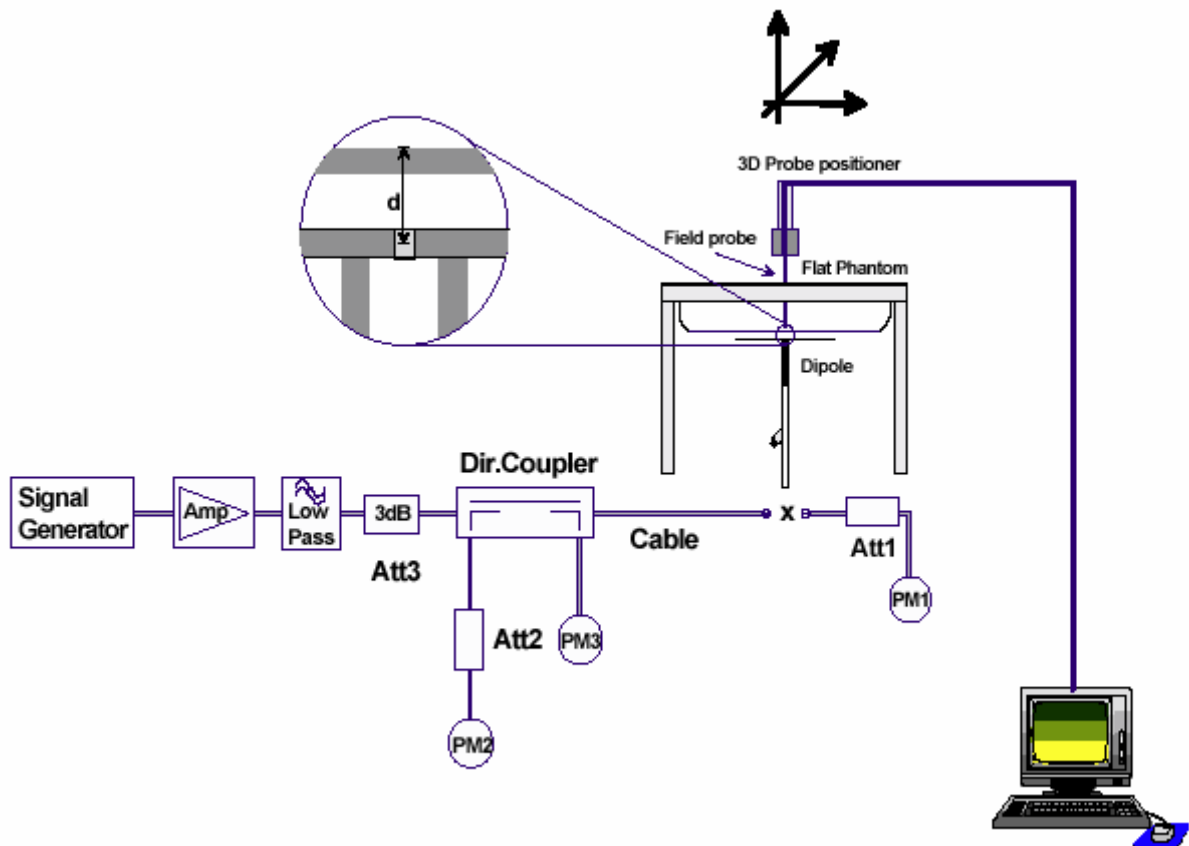 3D Probe positioner
d
Field probe
Flat Phantom
Dipole
Dir.Coupler
Signal
Generator
Amp
Low
Pass
3dB
Att3
Cable
x
Att1
PM1
Att2
PM3
PM2